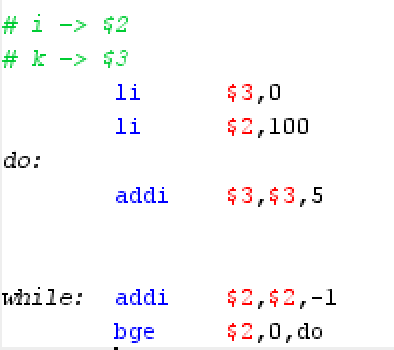 # i -> $2
# k -> $3
li $3,0
li $2,100
do:
addi $3,$3,5
while: addi $2,$2,-1
bge $2,0,do